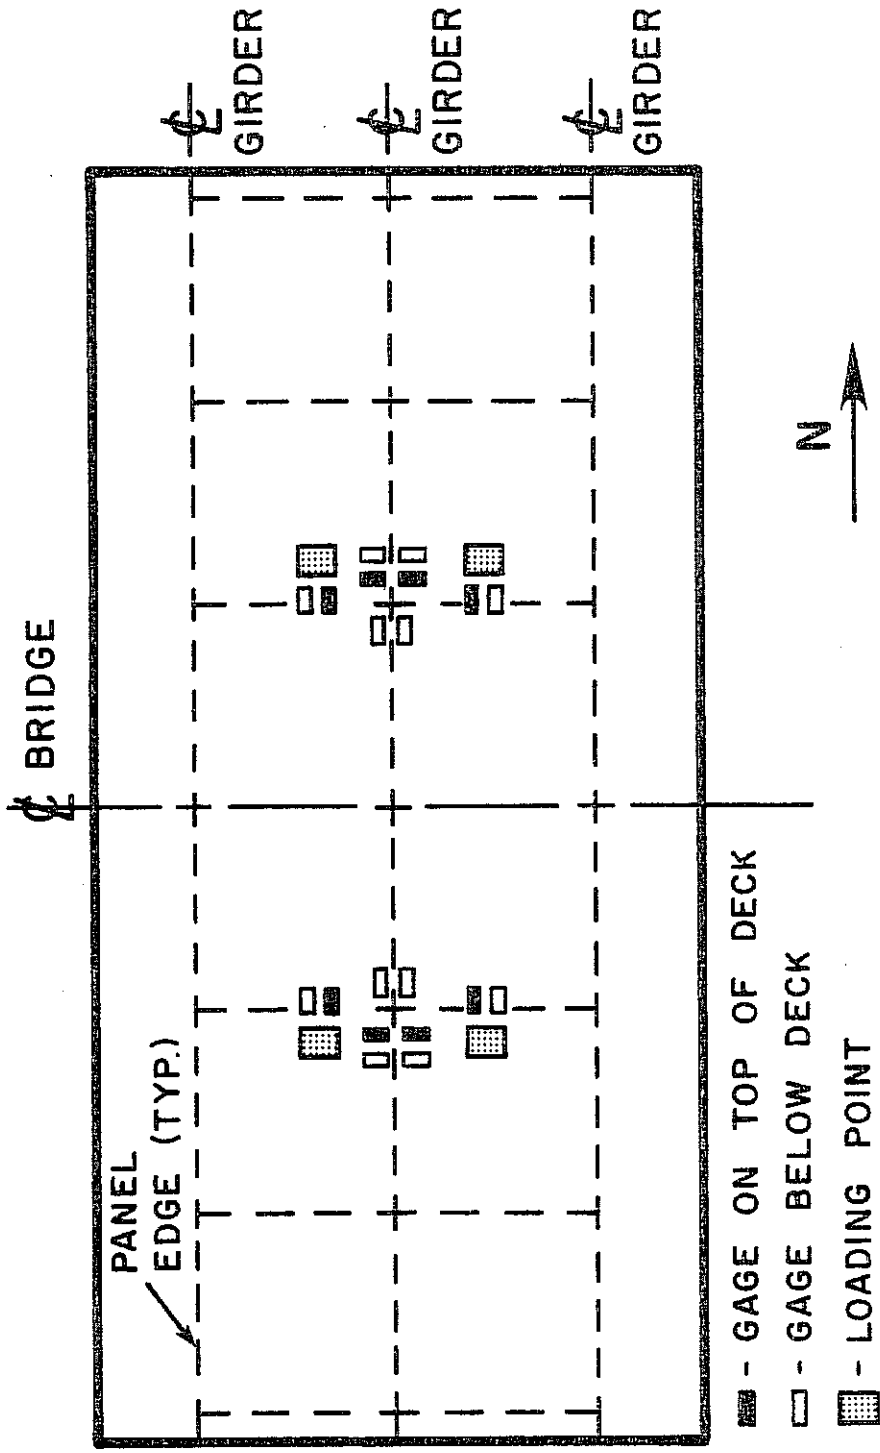 ℄ BRIDGE
PANEL
EDGE (TYP.)
℄
GIRDER
℄
GIRDER
℄
GIRDER
N
- GAGE ON TOP OF DECK
- GAGE BELOW DECK
- LOADING POINT